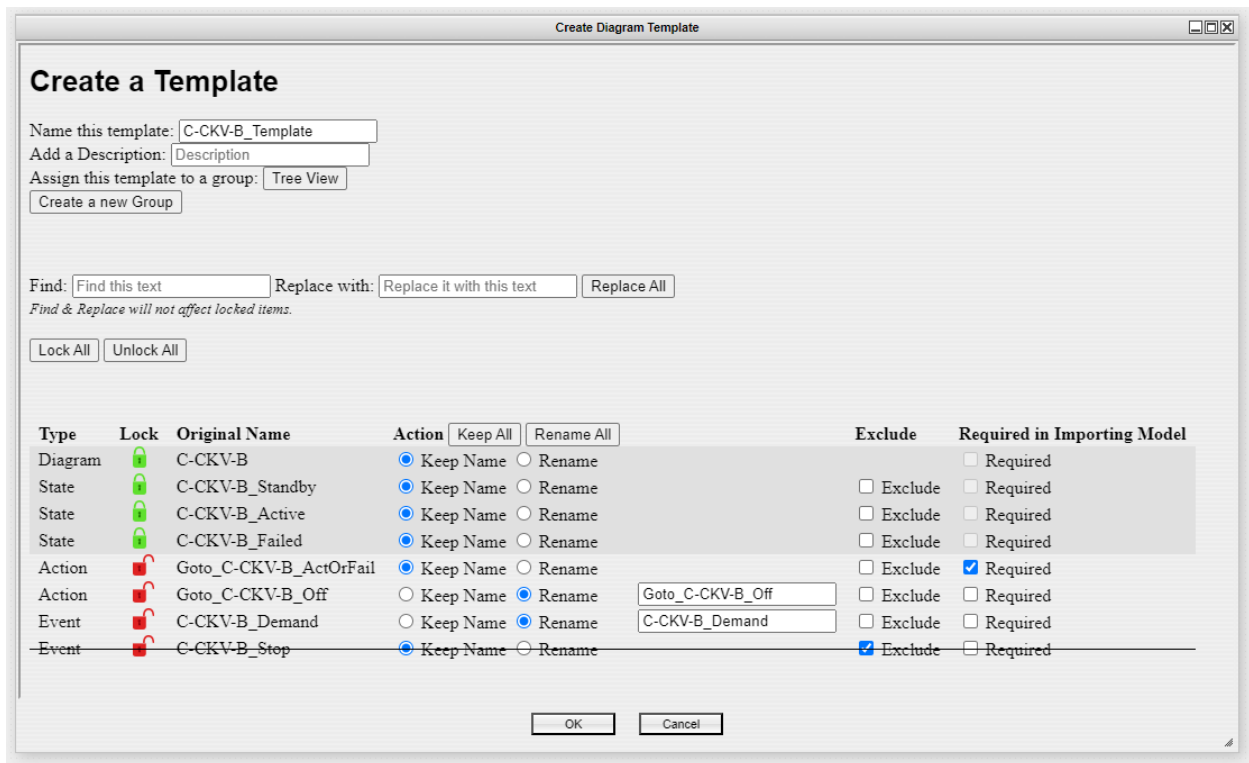 Create Diagram Template
Create a Template
Name this template: C-CKV-B_Template
Add a Description: Description
Assign this template to a group: Tree View
Create a new Group
Find: Find this text Replace with: Replace it with this text Replace All
Find & Replace will not affect locked items.
Lock All Unlock All
Type Lock Original Name Action Keep All Rename All Exclude Required in Importing Model
Diagram C-CKV-B Keep Name Rename Required
State C-CKV-B_Standby Keep Name Rename Exclude Required
State C-CKV-B_Active Keep Name Rename Exclude Required
State C-CKV-B_Failed Keep Name Rename Exclude Required
Action Goto_C-CKV-B_ActOrFail Keep Name Rename Exclude Required
Action Goto_C-CKV-B_Off Keep Name Rename Goto_C-CKV-B_Off Exclude Required
Event C-CKV-B_Demand Keep Name Rename C-CKV-B_Demand Exclude Required
Event C-CKV-B_Stop Keep Name Rename Exclude Required
OK Cancel